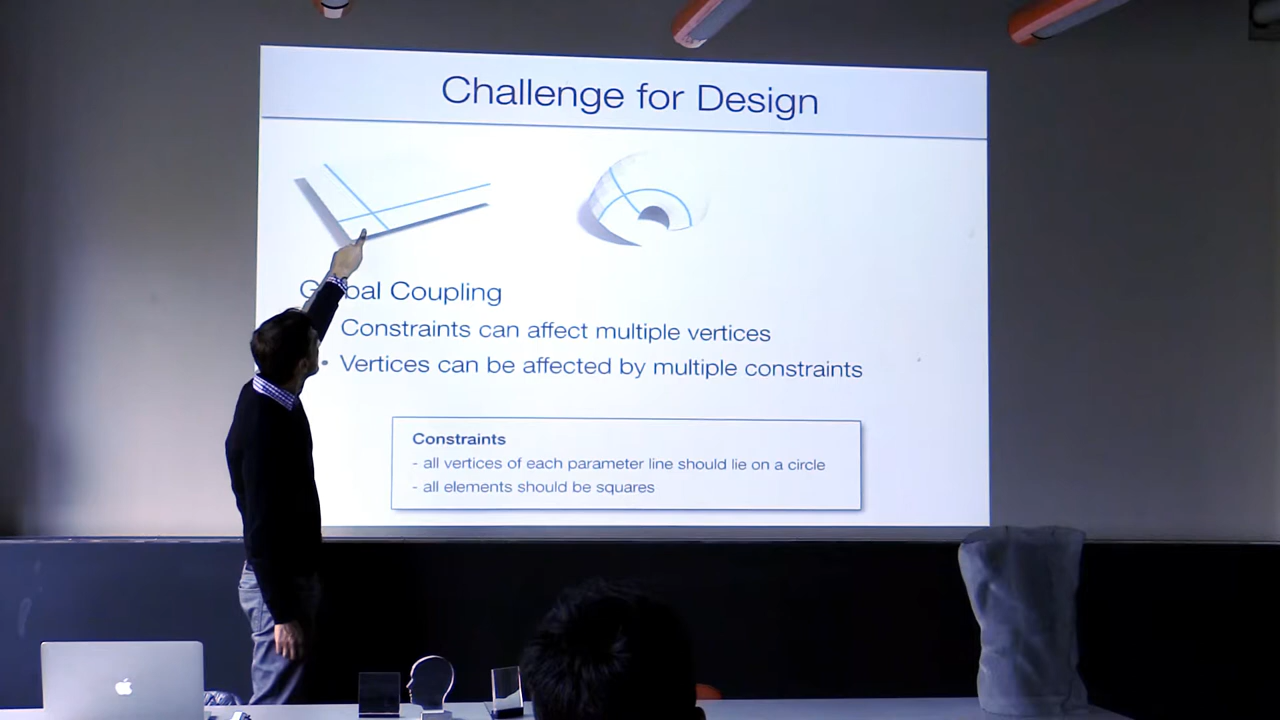 Challenge for Design
Global Coupling
Constraints can affect multiple vertices
• Vertices can be affected by multiple constraints
Constraints
- all vertices of each parameter line should lie on a circle
- all elements should be squares